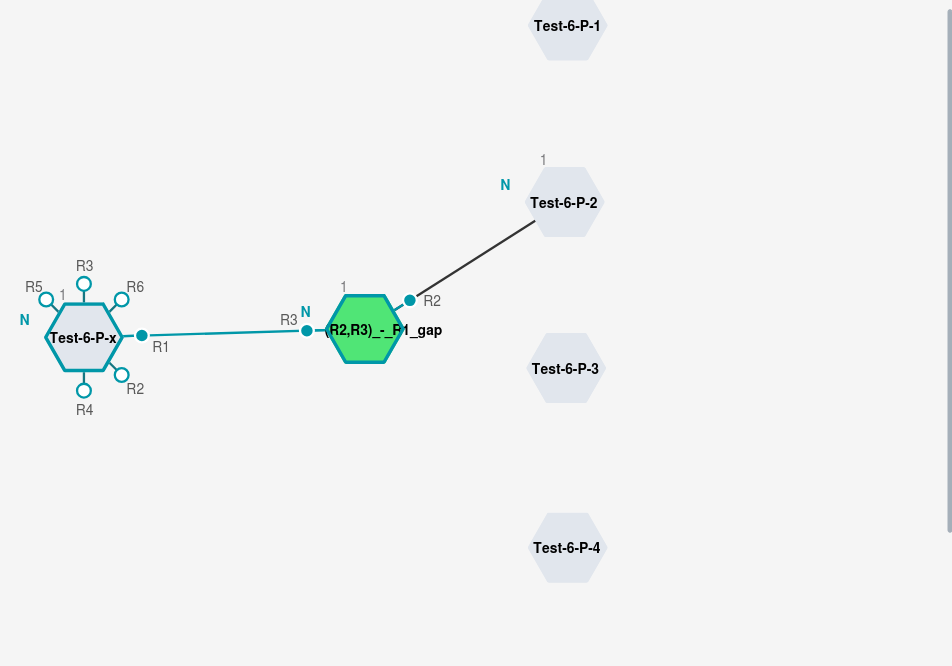 Test-6-P-1
1
N
Test-6-P-2
R3
R5
1
R6
N
Test-6-P-x
R1
R2
R4
1
N
R3
R2
(R2,R3)_-_R1_gap
Test-6-P-3
Test-6-P-4